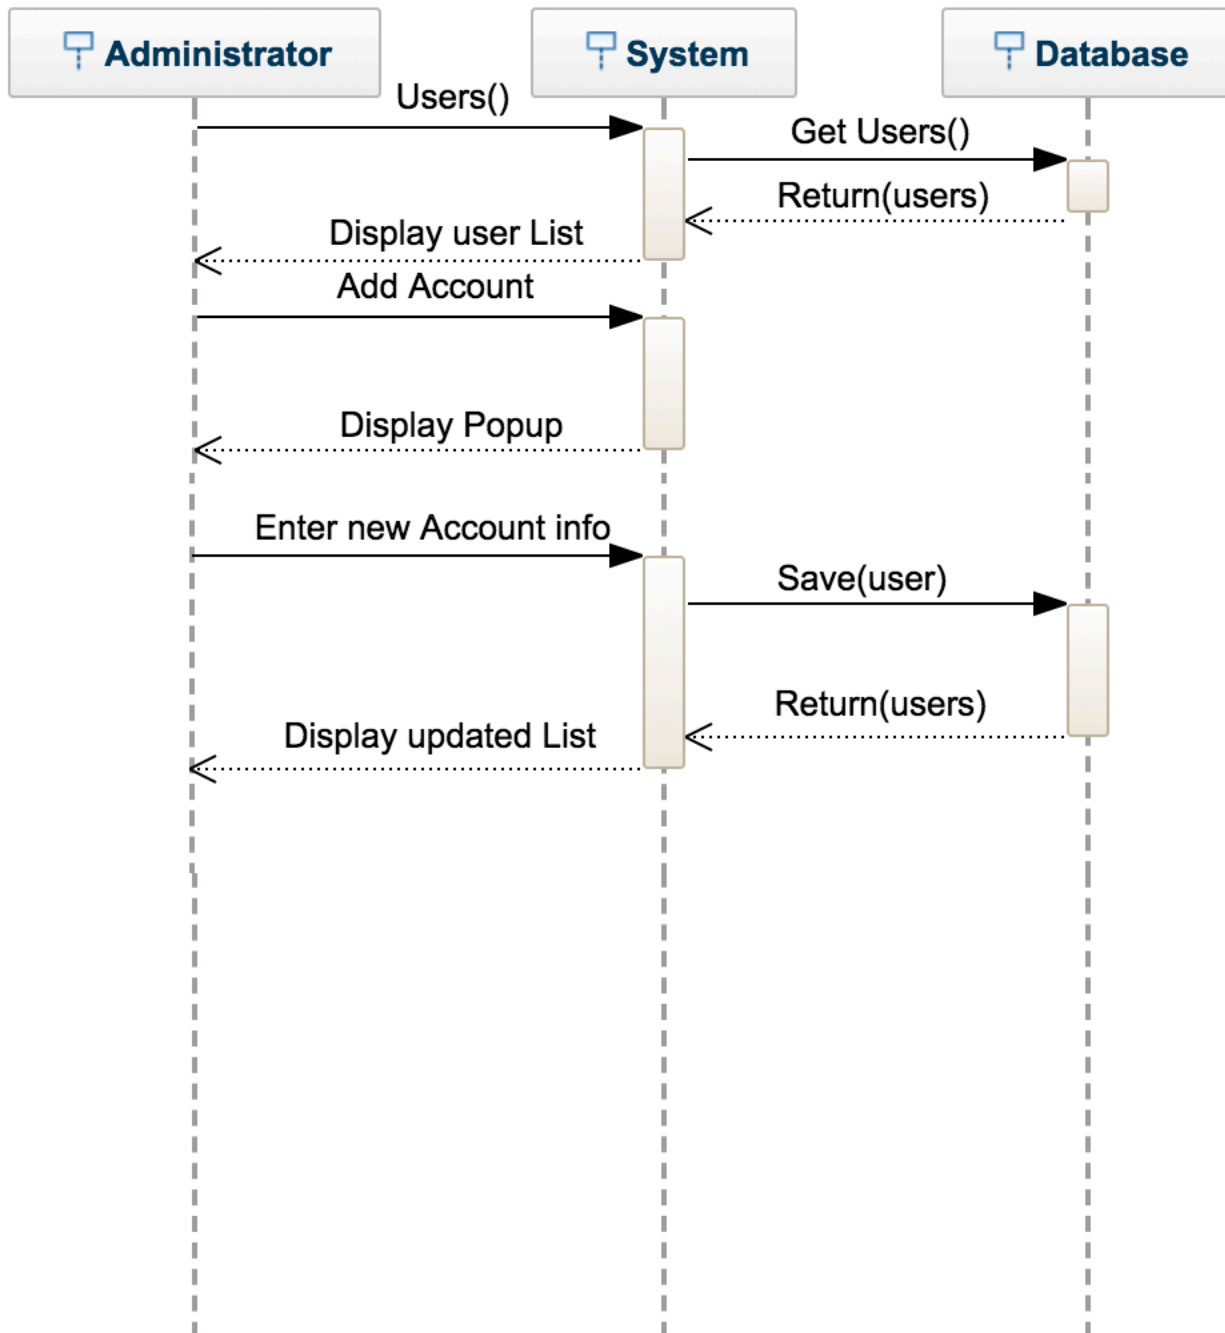 Administrator
System
Database
Users()
Get Users()
Return(users)
Display user List
Add Account
Display Popup
Enter new Account info
Save(user)
Return(users)
Display updated List